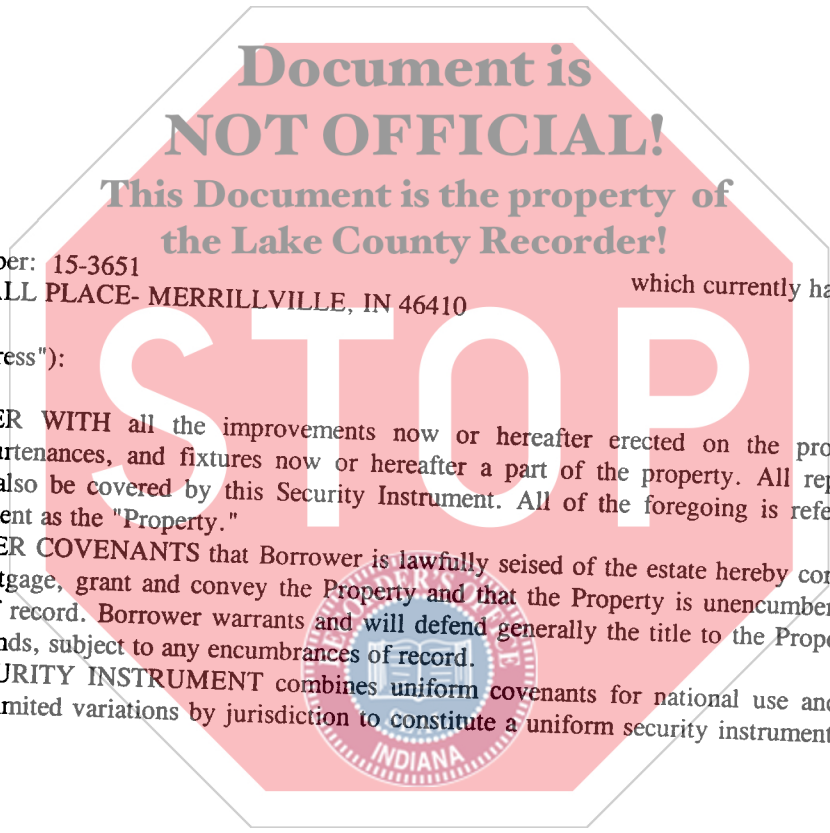 Document is
NOT OFFICIAL!
This Document is the property of
the Lake County Recorder!
ber: 15-3651
ALL PLACE- MERRILLVILLE, IN 46410
which currently ha
ress"):
STOP
ER WITH all the improvements now or hereafter erected on the pro
urtenances, and fixtures now or hereafter a part of the property. All rep
also be covered by this Security Instrument. All of the foregoing is refe
ent as the "Property."
ER COVENANTS that Borrower is lawfully seised of the estate hereby con
tgage, grant and convey the Property and that the Property is unencumber
f record. Borrower warrants and will defend generally the title to the Prope
nds, subject to any encumbrances of record.
URITY INSTRUMENT combines uniform covenants for national use and
mited variations by jurisdiction to constitute a uniform security instrument
RECORDER'S OFFICE
INDIANA